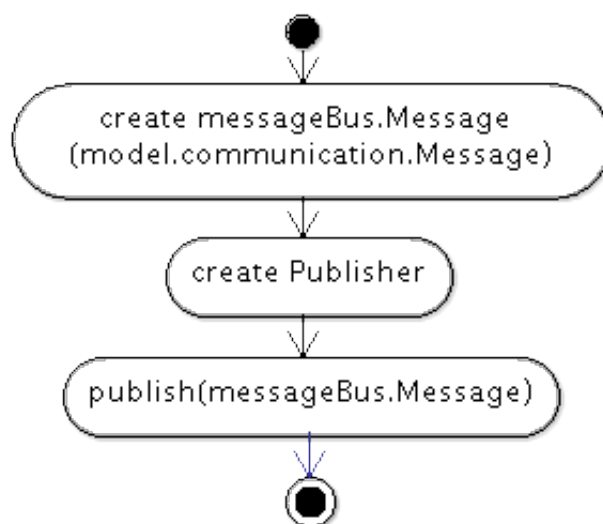 create messageBus.Message
(model.communication.Message)
create Publisher
publish(messageBus.Message)